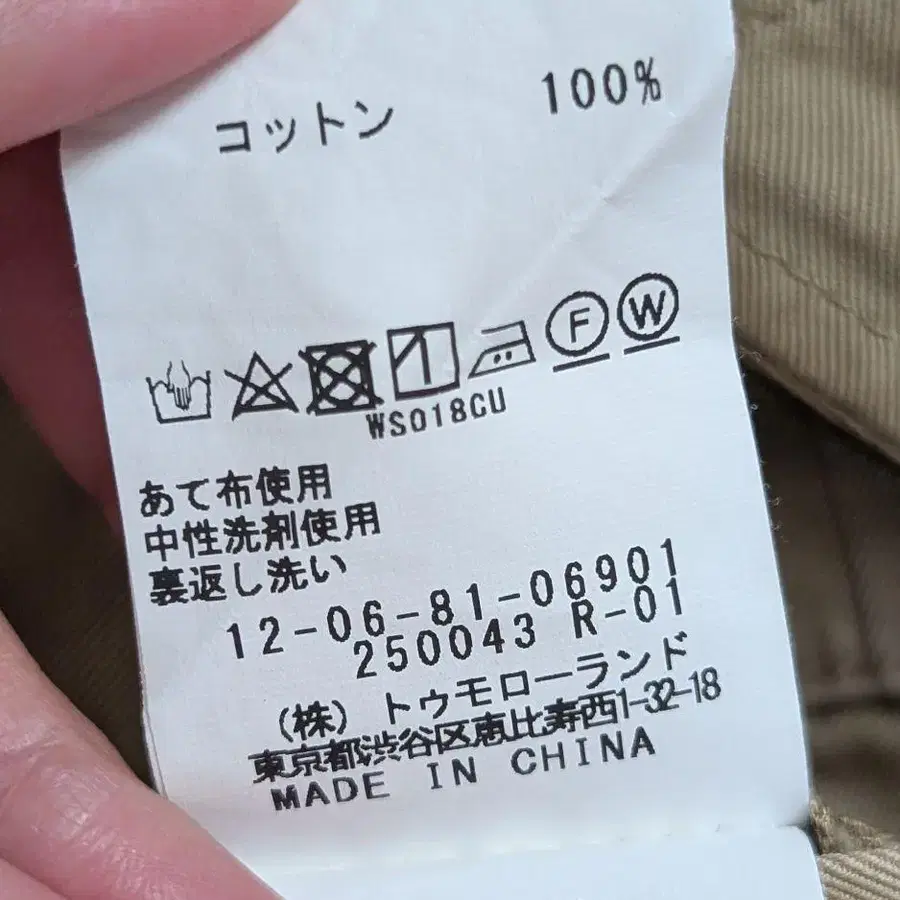 コットン 100%
F W
WS018CU
あて布使用
中性洗剤使用
裏返し洗い
12-06-81-06901
250043 R-01
(株) トゥモローランド
東京都渋谷区恵比寿西1-32-18
MADE IN CHINA